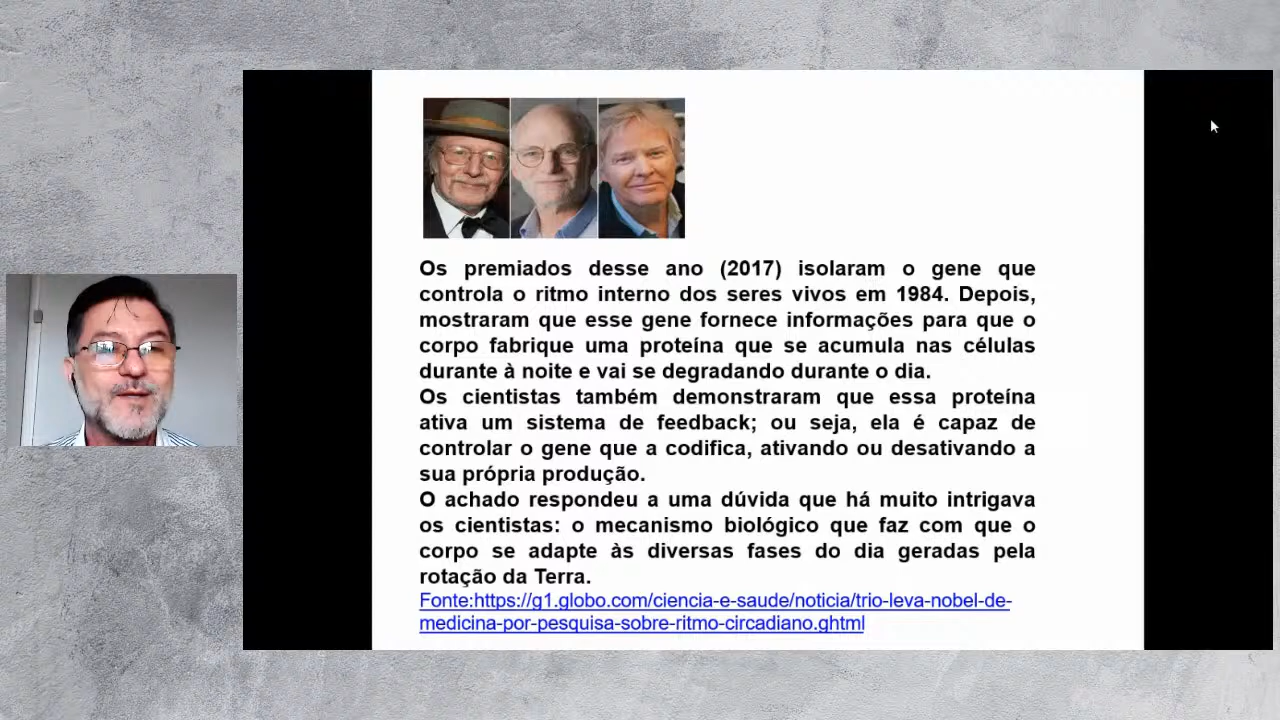 Os premiados desse ano (2017) isolaram o gene que
controla o ritmo interno dos seres vivos em 1984. Depois,
mostraram que esse gene fornece informações para que o
corpo fabrique uma proteína que se acumula nas células
durante à noite e vai se degradando durante o dia.
Os cientistas também demonstraram que essa proteína
ativa um sistema de feedback; ou seja, ela é capaz de
controlar o gene que a codifica, ativando ou desativando a
sua própria produção.
O achado respondeu a uma dúvida que há muito intrigava
os cientistas: o mecanismo biológico que faz com que o
corpo se adapte às diversas fases do dia geradas pela
rotação da Terra.
Fonte:https://g1.globo.com/ciencia-e-saude/noticia/trio-leva-nobel-de-
medicina-por-pesquisa-sobre-ritmo-circadiano.ghtml